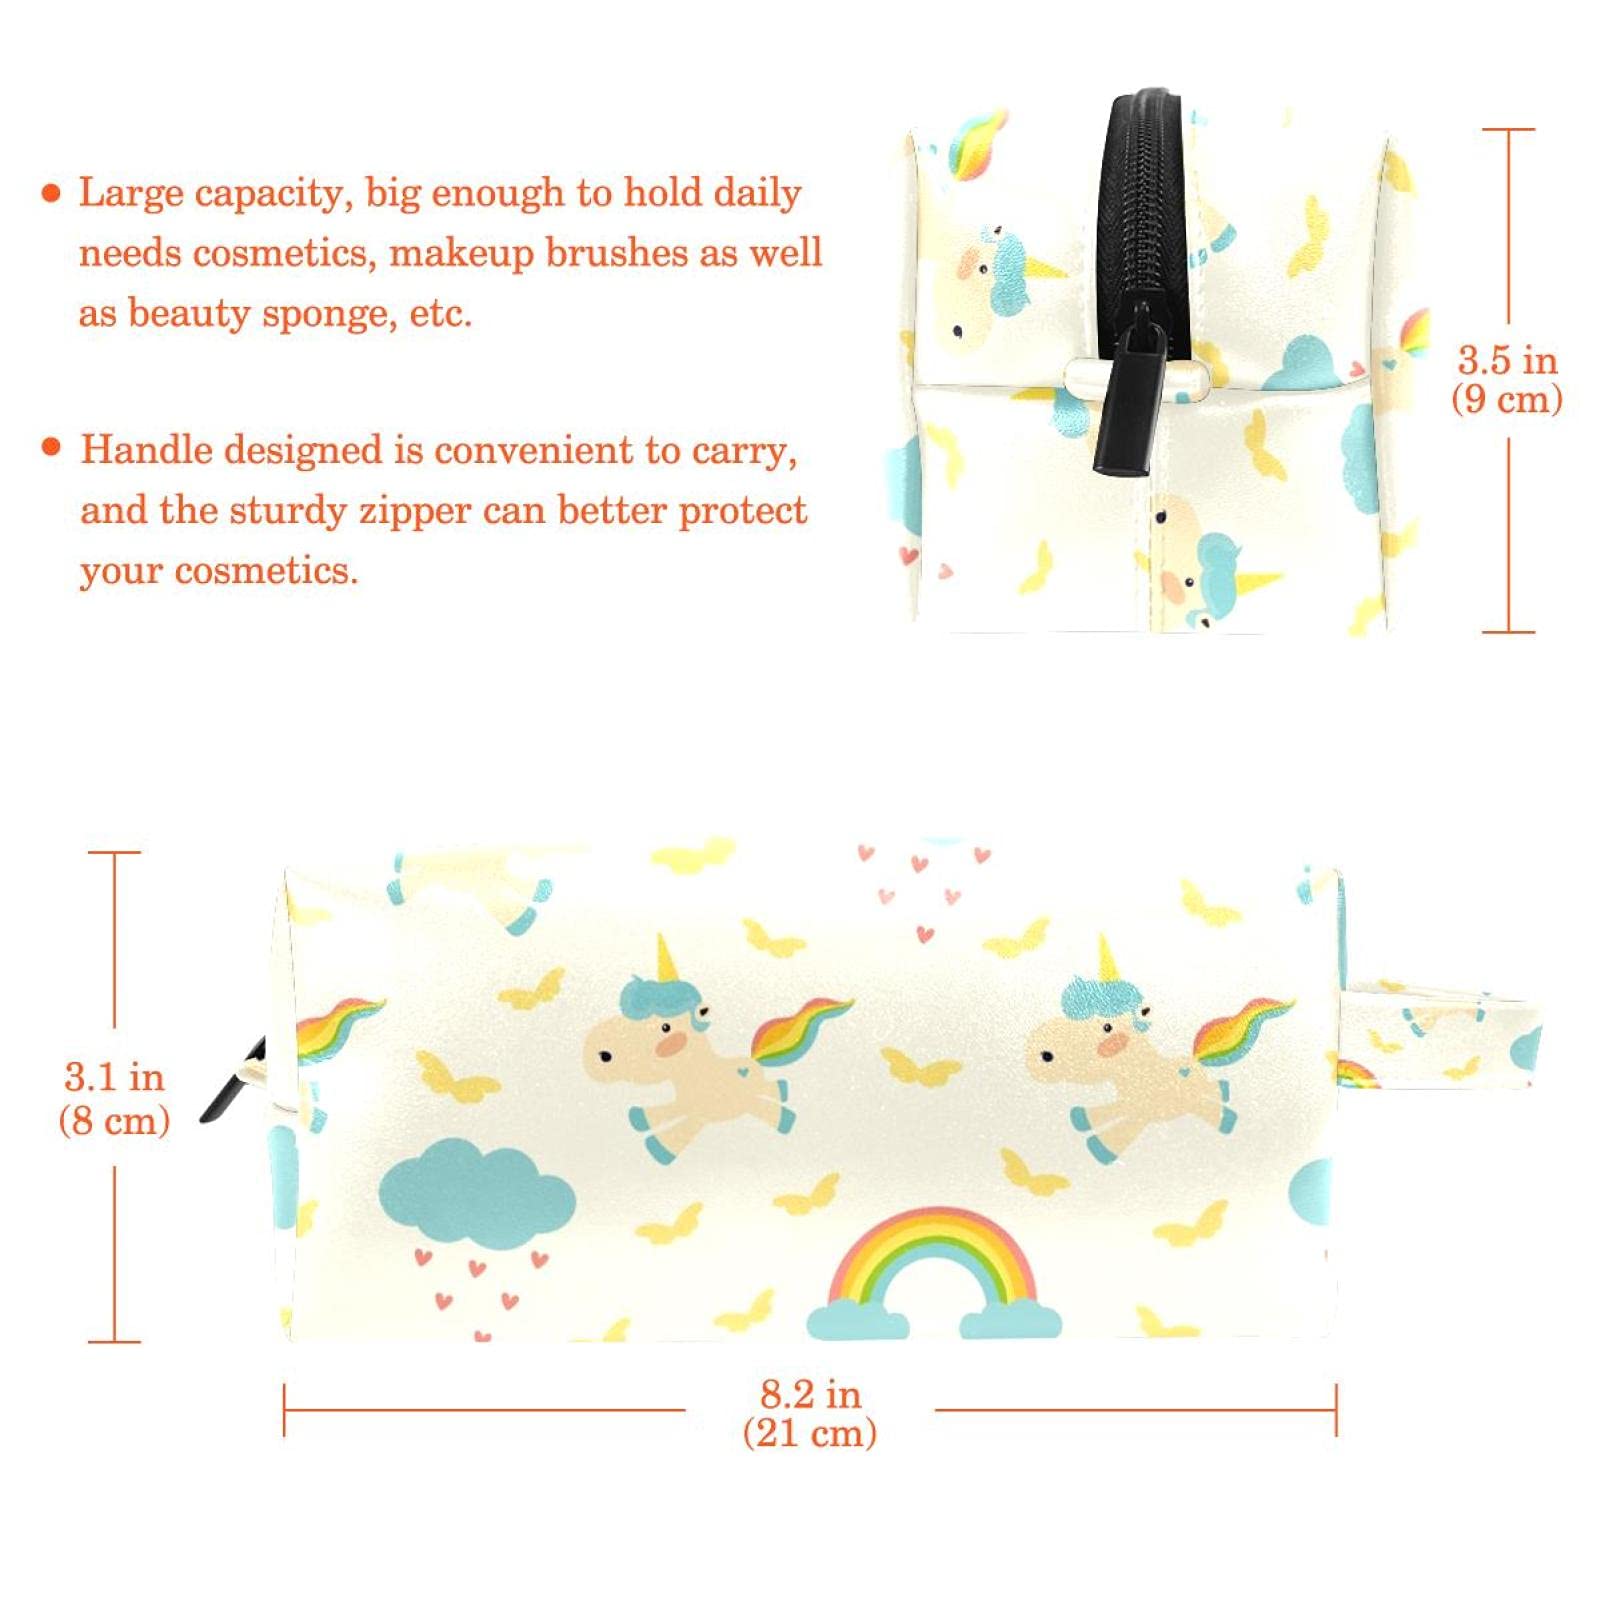 ● Large capacity, big enough to hold daily
needs cosmetics, makeup brushes as well
as beauty sponge, etc.
● Handle designed is convenient to carry,
and the sturdy zipper can better protect
your cosmetics.
3.5 in
(9 cm)
3.1 in
(8 cm)
8.2 in
(21 cm)